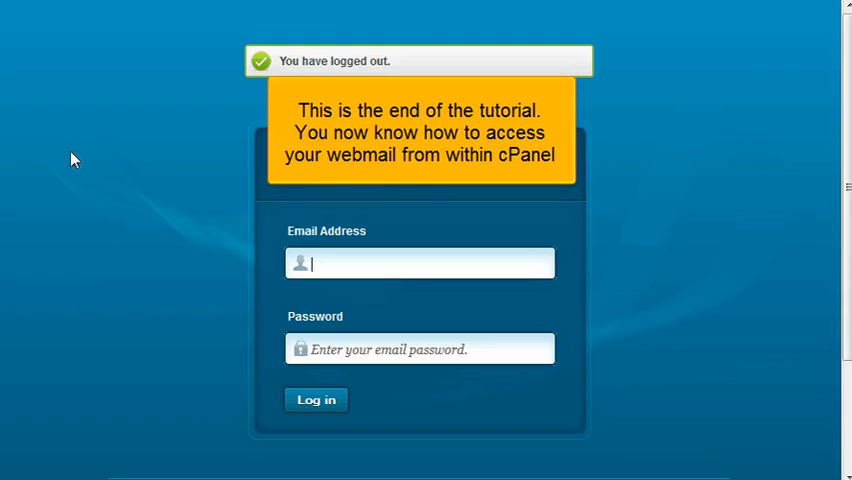 You have logged out.
This is the end of the tutorial.
You now know how to access
your webmail from within cPanel
Email Address
Password
Enter your email password.
Log in